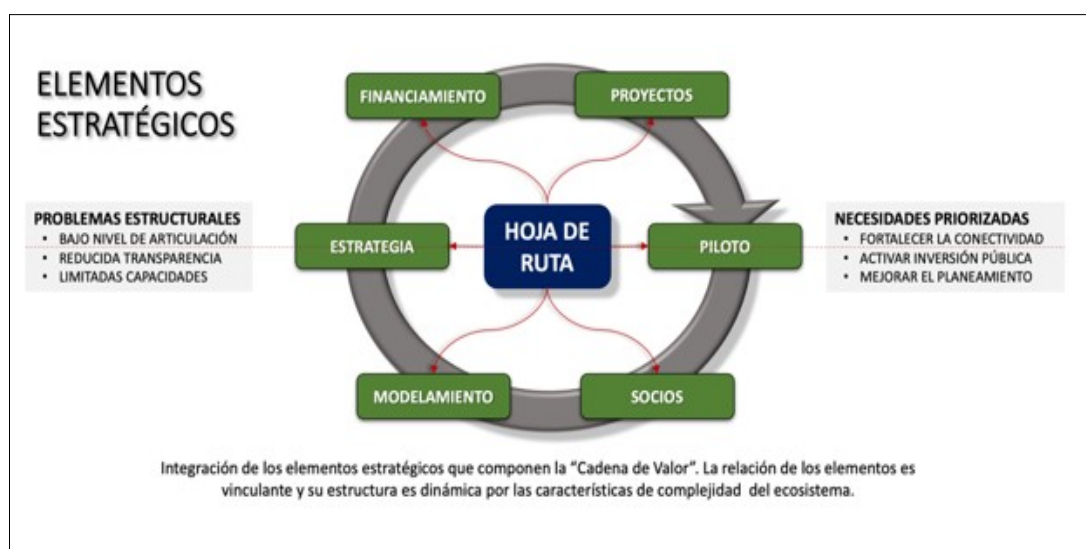 ELEMENTOS
ESTRATÉGICOS
FINANCIAMIENTO
PROYECTOS
PROBLEMAS ESTRUCTURALES
• BAJO NIVEL DE ARTICULACIÓN
• REDUCIDA TRANSPARENCIA
• LIMITADAS CAPACIDADES
ESTRATEGIA
HOJA DE
RUTA
PILOTO
NECESIDADES PRIORIZADAS
• FORTALECER LA CONECTIVIDAD
• ACTIVAR INVERSIÓN PÚBLICA
• MEJORAR EL PLANEAMIENTO
MODELAMIENTO
SOCIOS
Integración de los elementos estratégicos que componen la “Cadena de Valor”. La relación de los elementos es
vinculante y su estructura es dinámica por las características de complejidad del ecosistema.